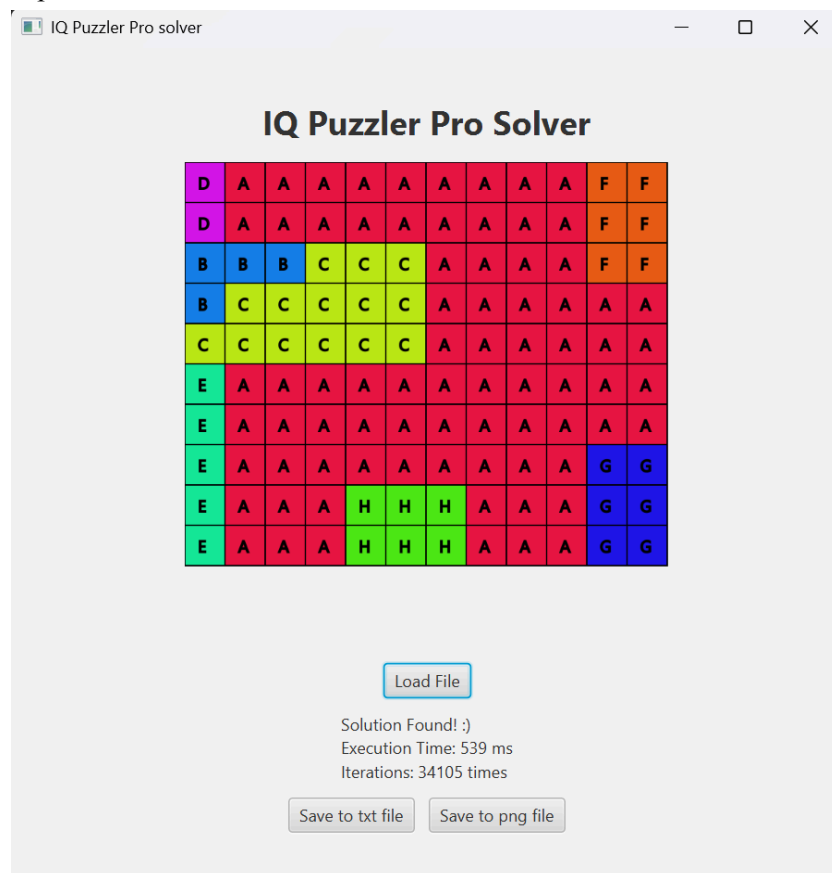 IQ Puzzler Pro solver
IQ Puzzler Pro Solver
D A A A A A A A A A F F
D A A A A A A A A A F F
B B B C C C A A A A F F
B C C C C C A A A A A A
C C C C C C A A A A A A
E A A A A A A A A A A A
E A A A A A A A A A A A
E A A A A A A A A A G G
E A A A H H H A A A G G
E A A A H H H A A A G G
Load File
Solution Found! :)
Execution Time: 539 ms
Iterations: 34105 times
Save to txt file Save to png file